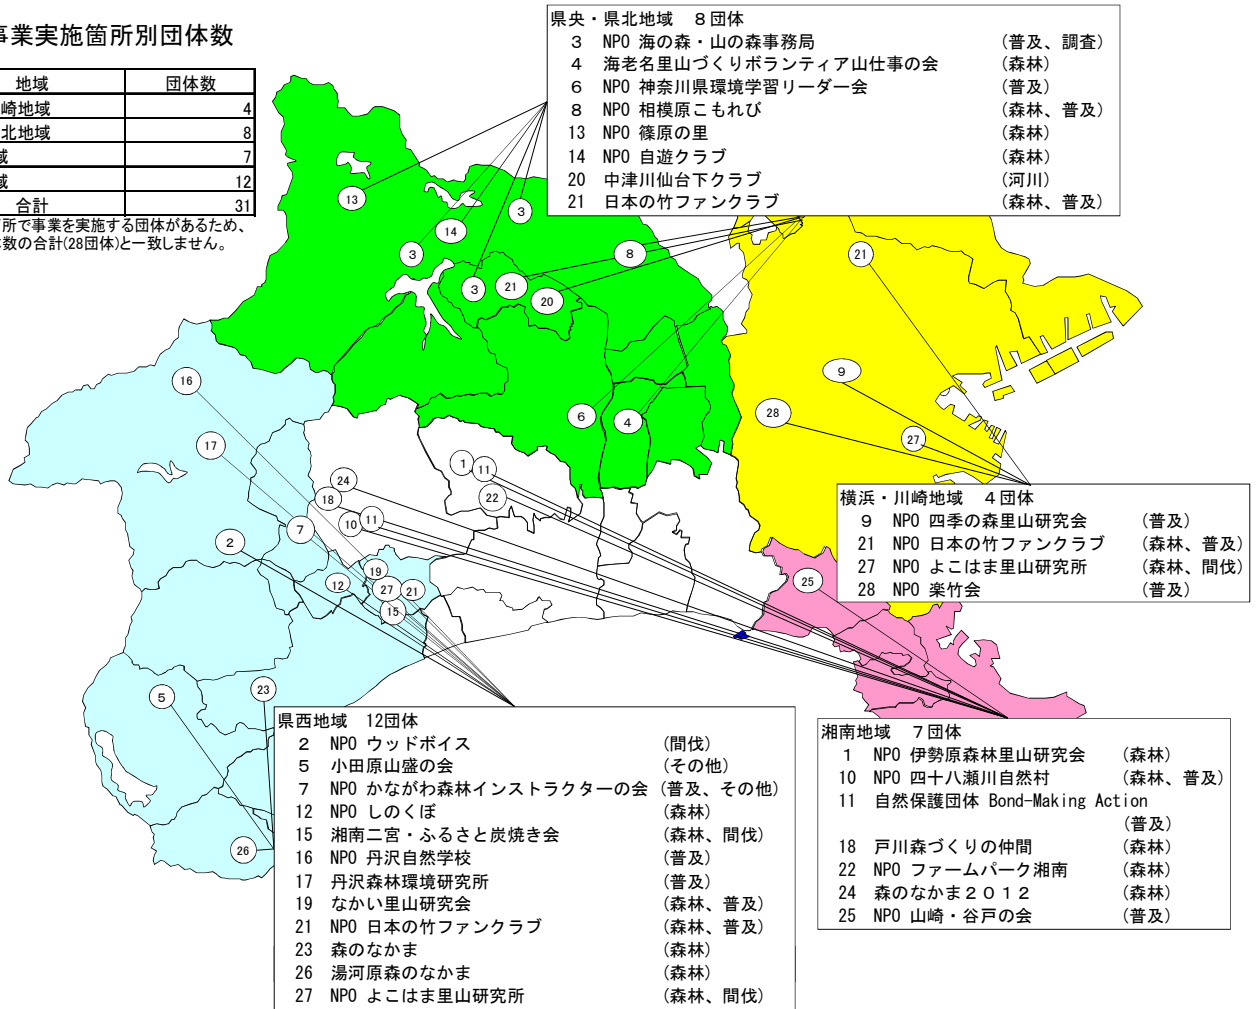 事業実施箇所別団体数
地域 団体数
崎地域 4
北地域 8
域 7
域 12
合計 31
所で事業を実施する団体があるため、
数の合計(28団体)と一致しません。
県央・県北地域 8団体
3 NPO 海の森・山の森事務局 (普及、調査)
4 海老名里山づくりボランティア山仕事の会 (森林)
6 NPO 神奈川県環境学習リーダー会 (普及)
8 NPO 相模原こもれび (森林、普及)
13 NPO 篠原の里 (森林)
14 NPO 自遊クラブ (森林)
20 中津川仙台下クラブ (河川)
21 日本の竹ファンクラブ (森林、普及)
13
3
14
3
8
21
3
21
20
16
9
6
4
28
17
27
1
11
24
18
22
10
11
7
2
19
12
27
21
25
15
5
23
26
横浜・川崎地域 4団体
9 NPO 四季の森里山研究会 (普及)
21 NPO 日本の竹ファンクラブ (森林、普及)
27 NPO よこはま里山研究所 (森林、間伐)
28 NPO 楽竹会 (普及)
県西地域 12団体
2 NPO ウッドボイス (間伐)
5 小田原山盛の会 (その他)
7 NPO かながわ森林インストラクターの会 (普及、その他)
12 NPO しのくぼ (森林)
15 湘南二宮・ふるさと炭焼き会 (森林、間伐)
16 NPO 丹沢自然学校 (普及)
17 丹沢森林環境研究所 (普及)
19 なかい里山研究会 (森林、普及)
21 NPO 日本の竹ファンクラブ (森林、普及)
23 森のなかま (森林)
26 湯河原森のなかま (森林)
27 NPO よこはま里山研究所 (森林、間伐)
湘南地域 7団体
1 NPO 伊勢原森林里山研究会 (森林)
10 NPO 四十八瀬川自然村 (森林、普及)
11 自然保護団体 Bond-Making Action
(普及)
18 戸川森づくりの仲間 (森林)
22 NPO ファームパーク湘南 (森林)
24 森のなかま2012 (森林)
25 NPO 山崎・谷戸の会 (普及)